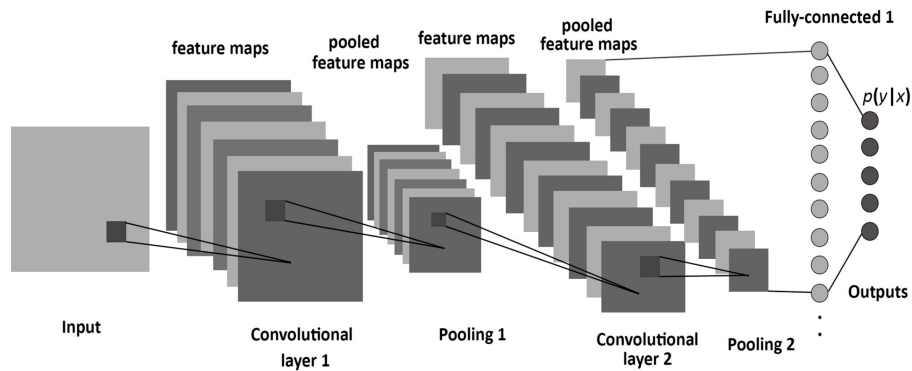 feature maps
pooled
feature maps
feature maps
pooled
feature maps
Fully-connected 1
p(y|x)
Input
Convolutional
layer 1
Pooling 1
Convolutional
layer 2
Pooling 2
Outputs